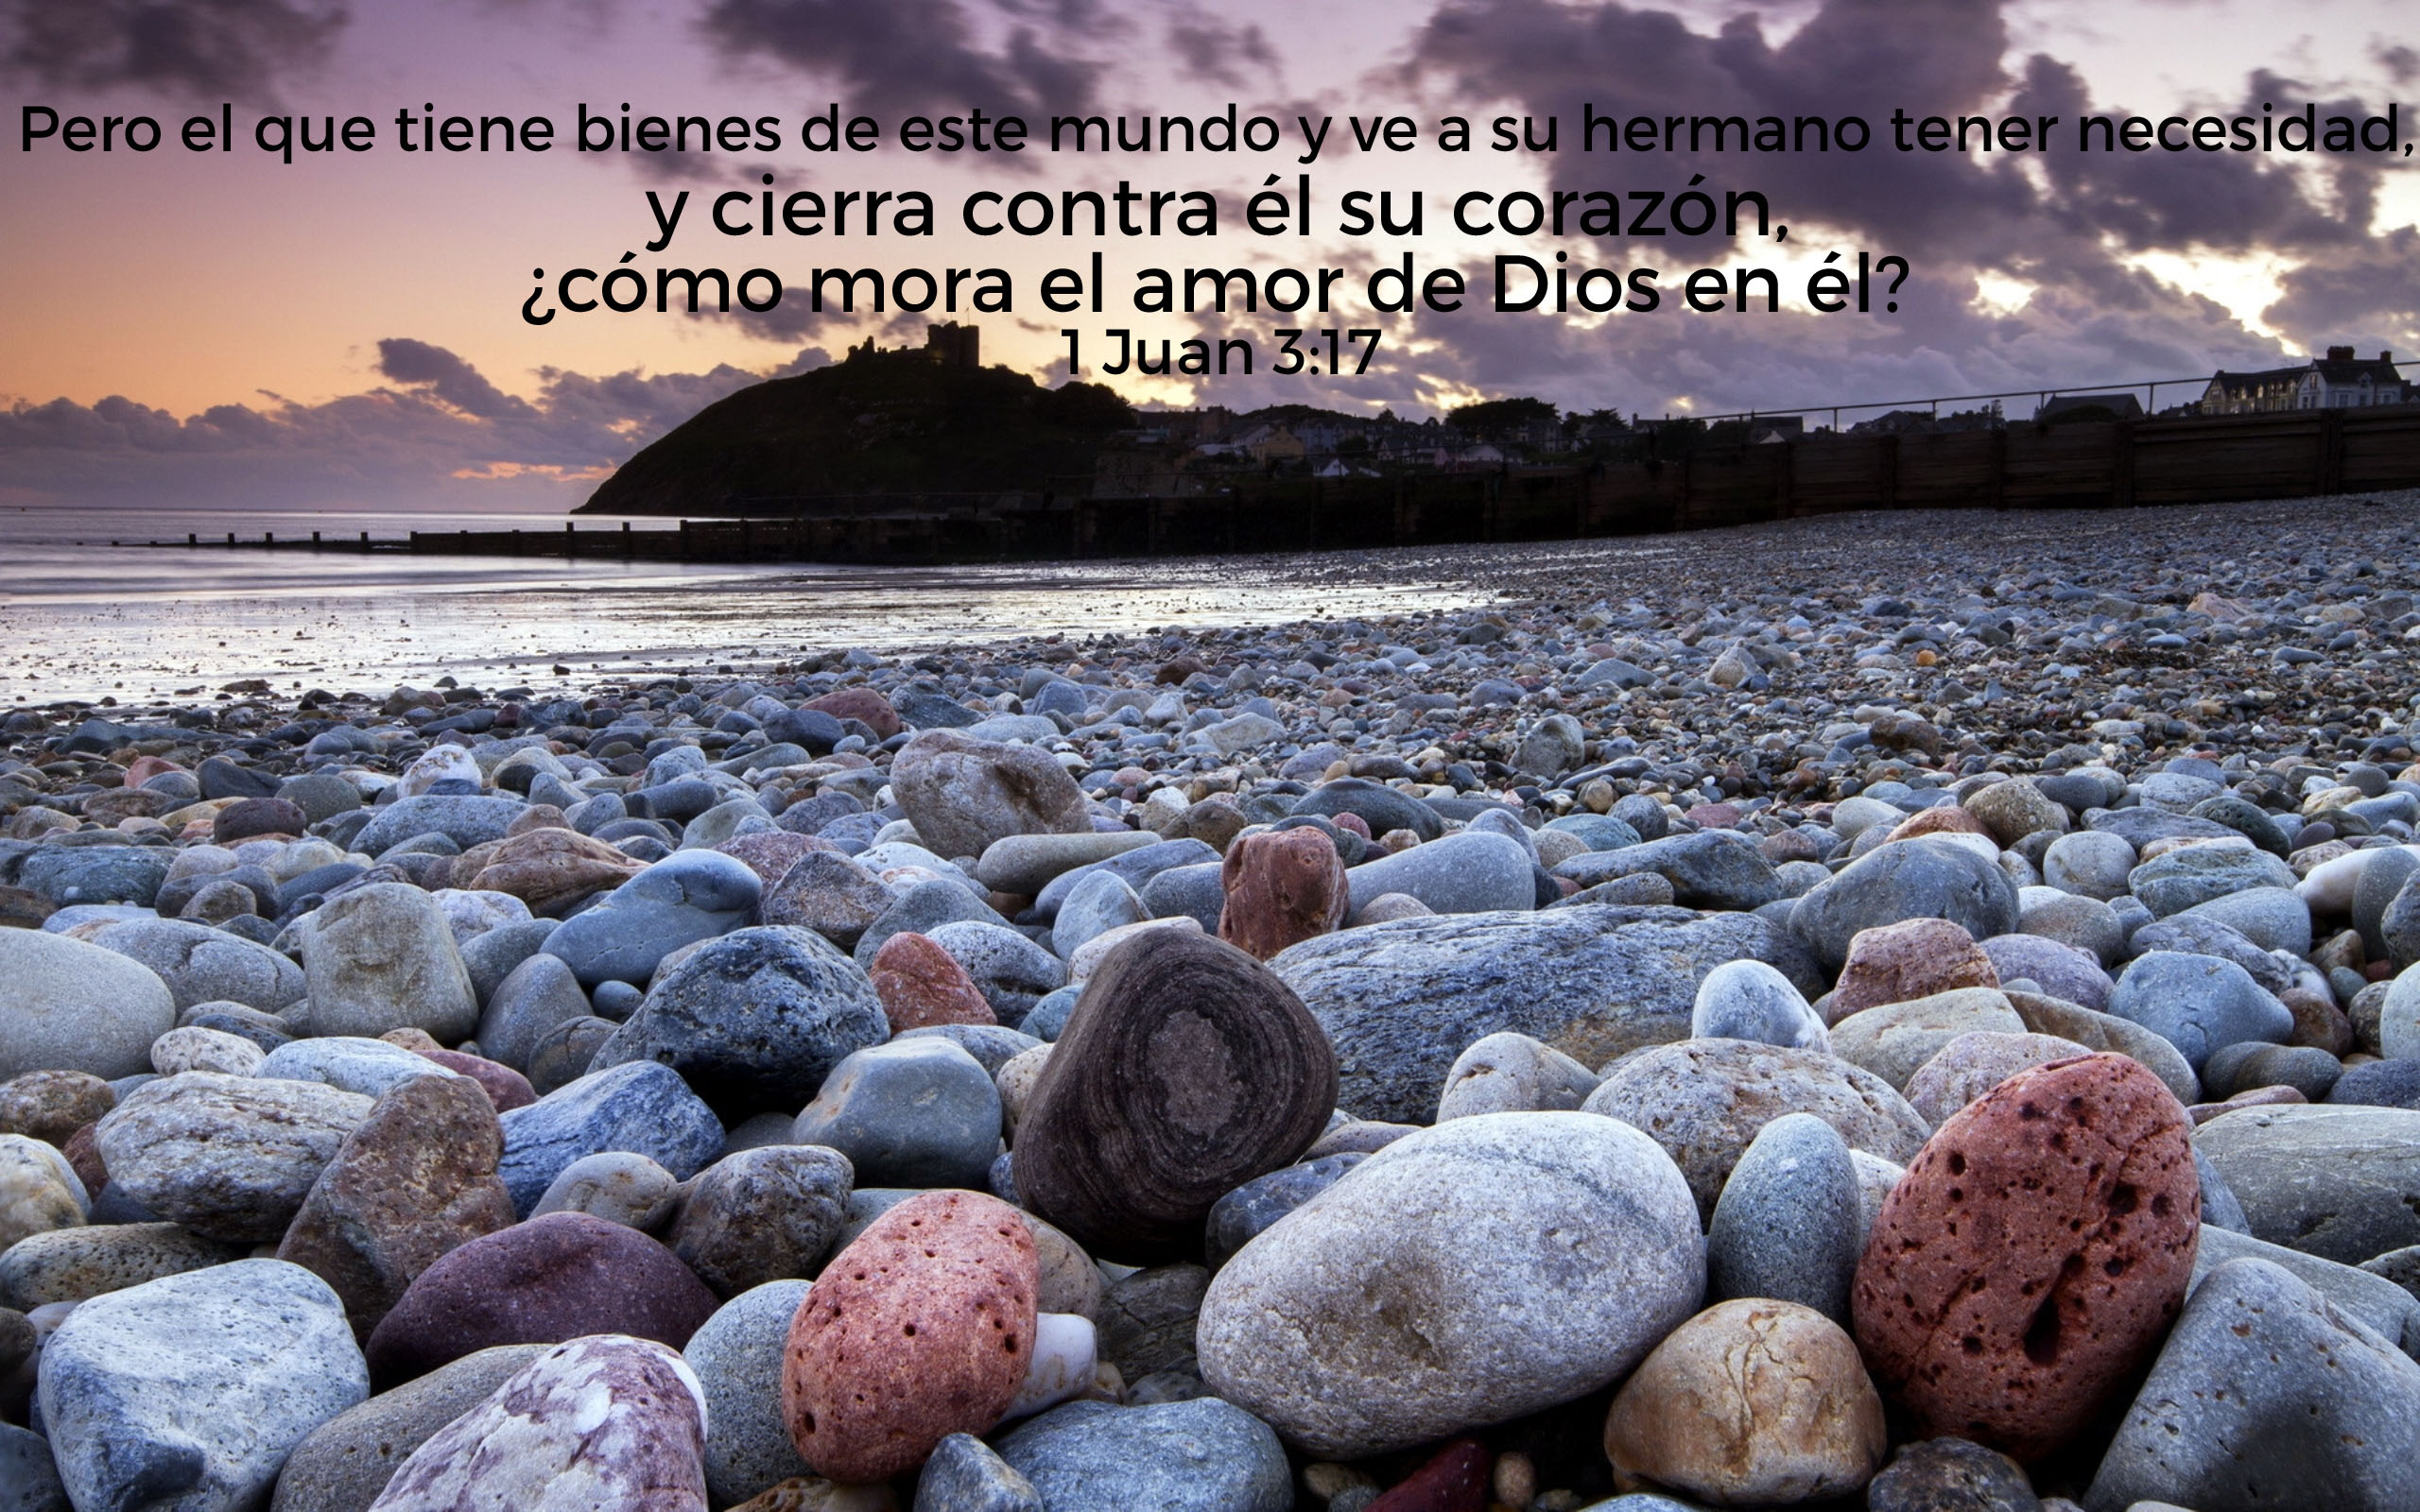 Pero el que tiene bienes de este mundo y ve a su hermano tener necesidad,
y cierra contra él su corazón,
¿cómo mora el amor de Dios en él?
1 Juan 3:17